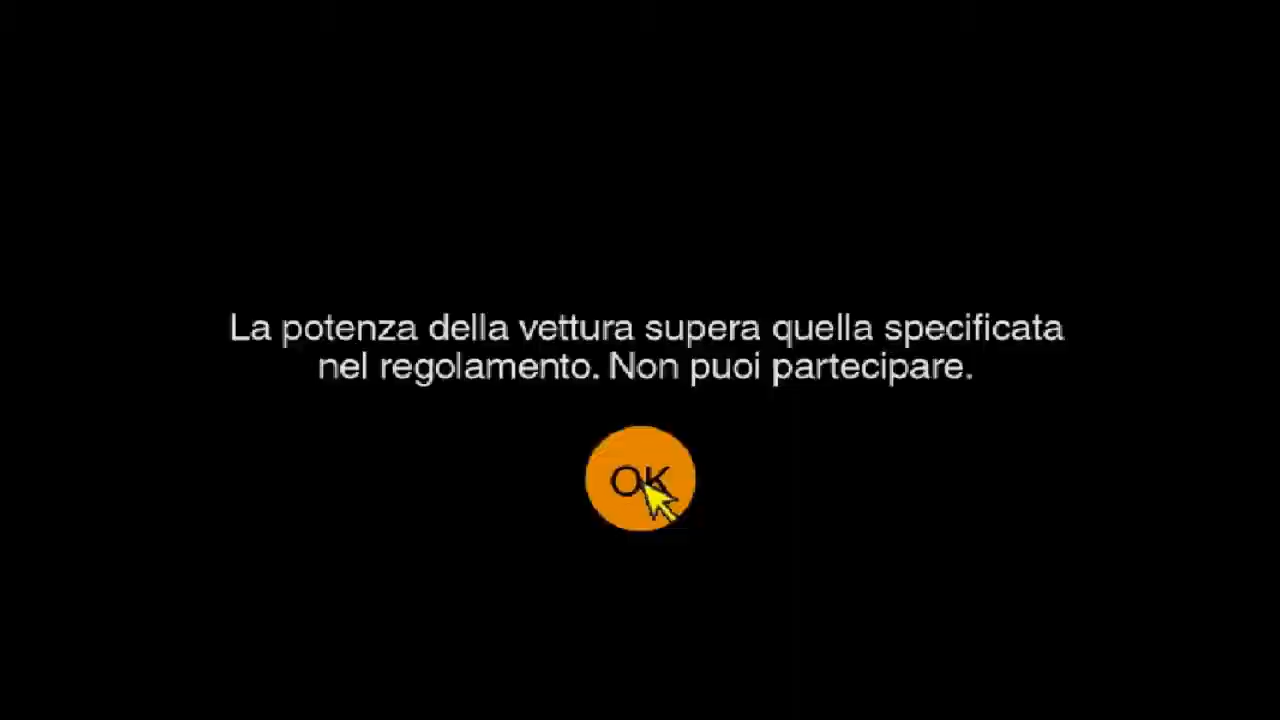 La potenza della vettura supera quella specificata
nel regolamento. Non puoi partecipare.
OK